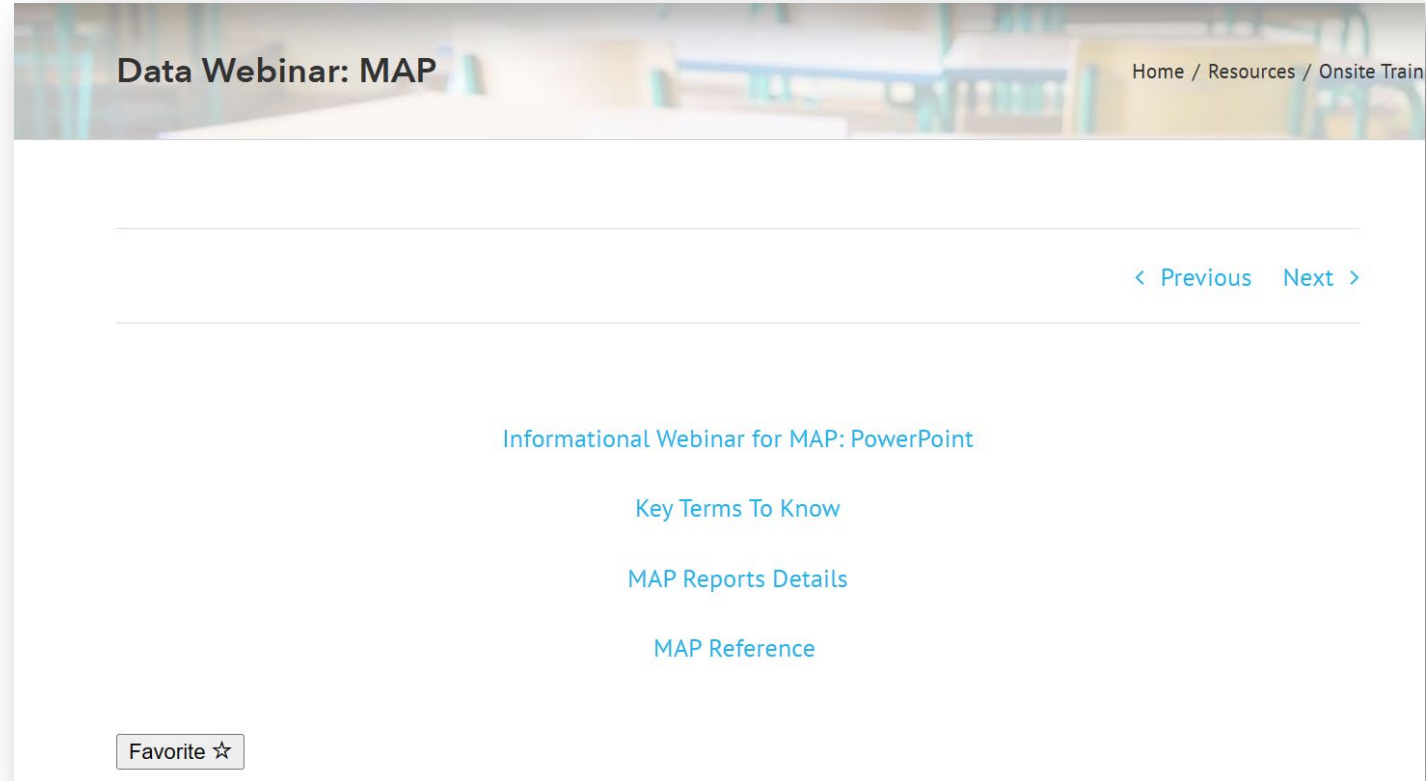 Data Webinar: MAP
Home / Resources / Onsite Train
< Previous Next >
Informational Webinar for MAP: PowerPoint
Key Terms To Know
MAP Reports Details
MAP Reference
Favorite ☆